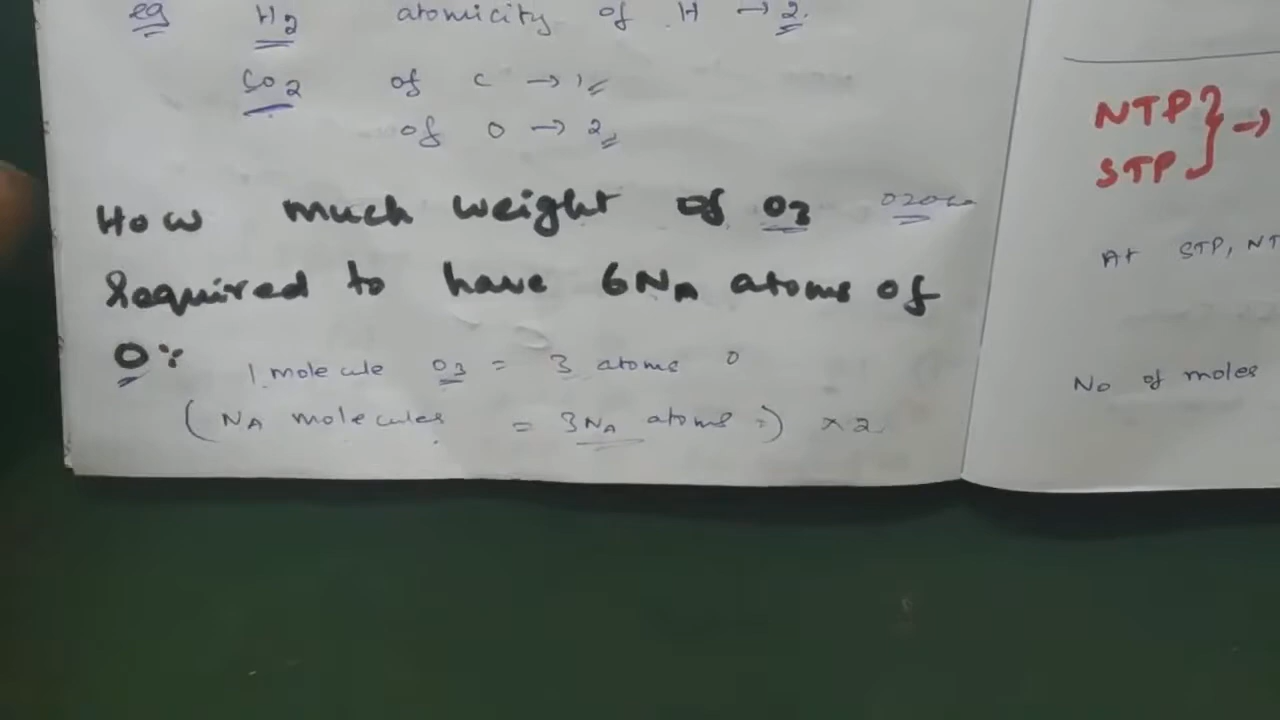 eg H2 atomicity of H → 2.
CO2 of C → 1
of O → 2
How much weight of O3 ozone
Required to have 6NA atoms of
O:
1 molecule O3 = 3 atoms O
(NA molecules = 3NA atoms :) × 2
NTP } →
STP
At STP, NT
No of moles